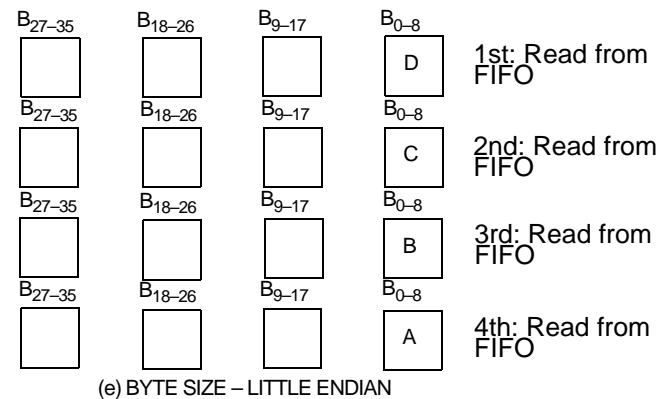 B27–35 B18–26 B9–17 B0–8
D 1st: Read from
FIFO
B27–35 B18–26 B9–17 B0–8
C 2nd: Read from
FIFO
B27–35 B18–26 B9–17 B0–8
B 3rd: Read from
FIFO
B27–35 B18–26 B9–17 B0–8
A 4th: Read from
FIFO
(e) BYTE SIZE – LITTLE ENDIAN